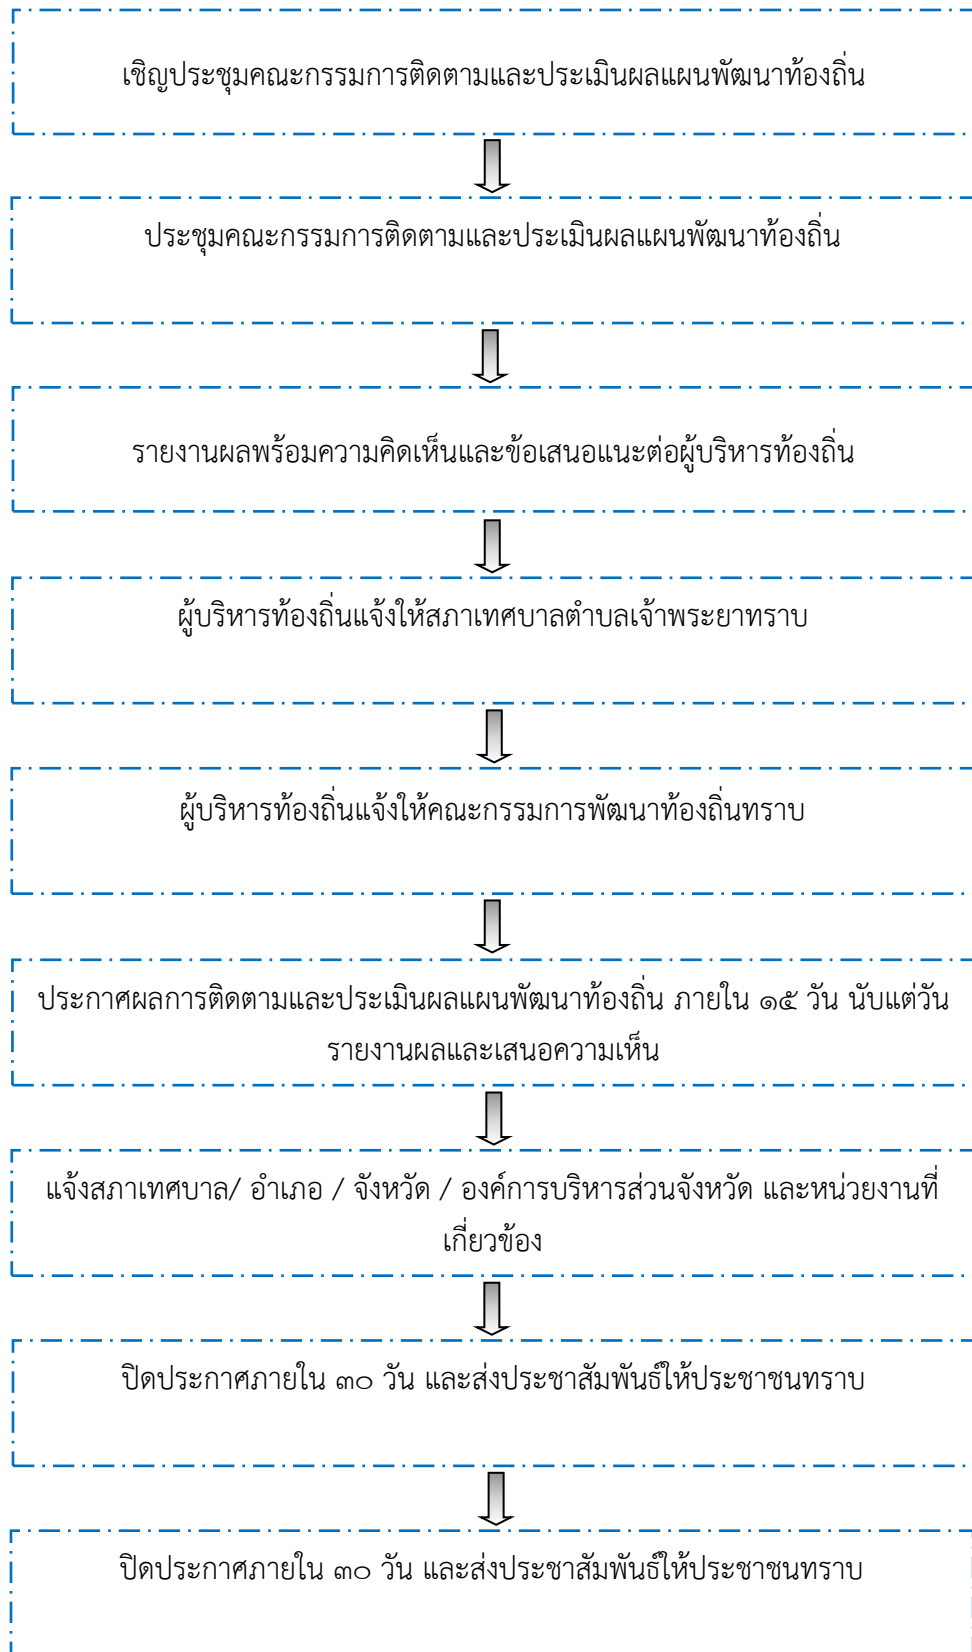 เชิญประชุมคณะกรรมการติดตามและประเมินผลแผนพัฒนาท้องถิ่น
ประชุมคณะกรรมการติดตามและประเมินผลแผนพัฒนาท้องถิ่น
รายงานผลพร้อมความคิดเห็นและข้อเสนอแนะต่อผู้บริหารท้องถิ่น
ผู้บริหารท้องถิ่นแจ้งให้สภาเทศบาลตำบลเจ้าพระยาทราบ
ผู้บริหารท้องถิ่นแจ้งให้คณะกรรมการพัฒนาท้องถิ่นทราบ
ประกาศผลการติดตามและประเมินผลแผนพัฒนาท้องถิ่น ภายใน ๑๕ วัน นับแต่วัน
รายงานผลและเสนอความเห็น
แจ้งสภาเทศบาล/ อำเภอ / จังหวัด / องค์การบริหารส่วนจังหวัด และหน่วยงานที่
เกี่ยวข้อง
ปิดประกาศภายใน ๓๐ วัน และส่งประชาสัมพันธ์ให้ประชาชนทราบ
ปิดประกาศภายใน ๓๐ วัน และส่งประชาสัมพันธ์ให้ประชาชนทราบ